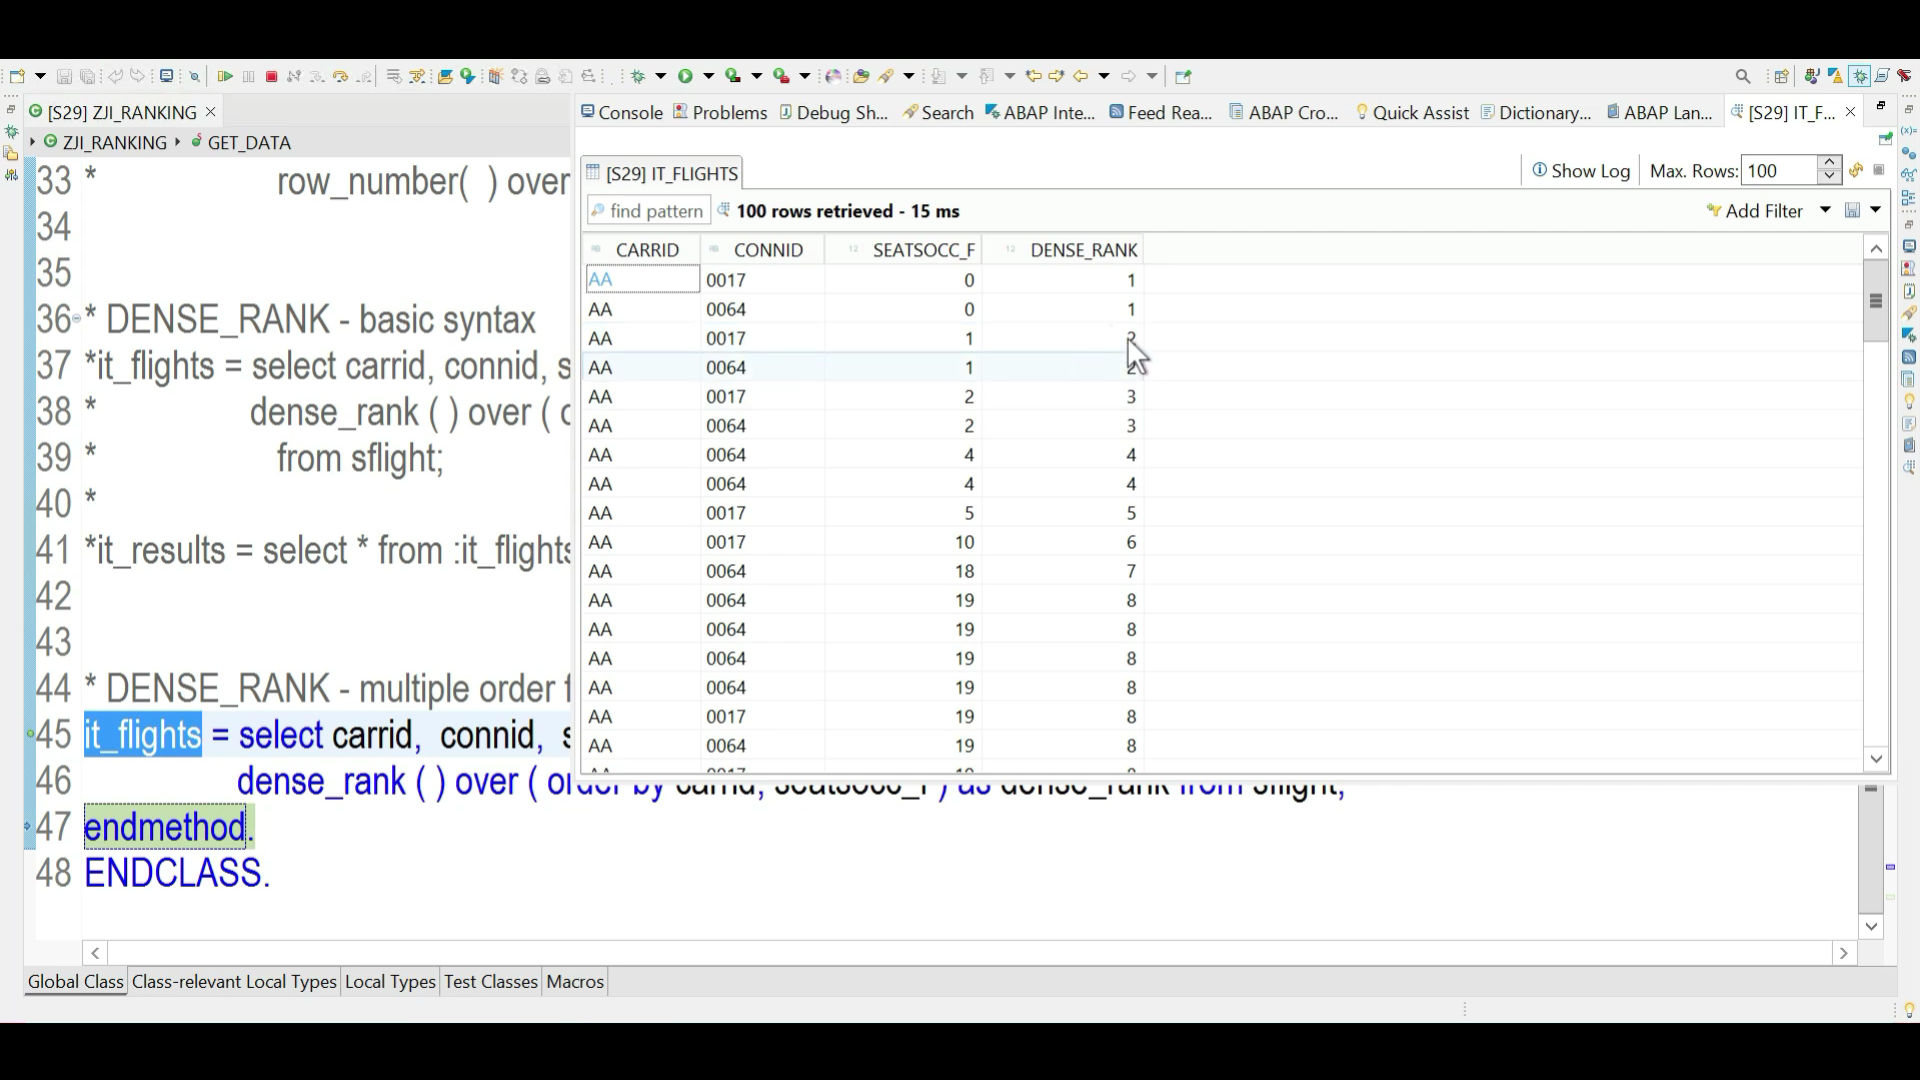 [S29] ZJI_RANKING
Console Problems Debug Sh... Search ABAP Inte... Feed Rea... ABAP Cro... Quick Assist Dictionary... ABAP Lan... [S29] IT_F...
ZJI_RANKING GET_DATA
33 * row_number( ) over
34
35
36 * DENSE_RANK - basic syntax
37 *it_flights = select carrid, connid, s
38 * dense_rank ( ) over (
39 * from sflight;
40 *
41 *it_results = select * from :it_flights
42
43
44 * DENSE_RANK - multiple order f
45 it_flights = select carrid, connid, s
46 dense_rank ( ) over ( order by carrid, seatsocc_f ) as dense_rank from sflight;
47 endmethod.
48 ENDCLASS.
[S29] IT_FLIGHTS
Show Log Max. Rows: 100
find pattern 100 rows retrieved - 15 ms Add Filter
CARRID CONNID SEATSOCC_F DENSE_RANK
AA 0017 0 1
AA 0064 0 1
AA 0017 1 2
AA 0064 1 2
AA 0017 2 3
AA 0064 2 3
AA 0064 4 4
AA 0064 4 4
AA 0017 5 5
AA 0017 10 6
AA 0064 18 7
AA 0064 19 8
AA 0064 19 8
AA 0064 19 8
AA 0064 19 8
AA 0017 19 8
AA 0064 19 8
Global Class Class-relevant Local Types Local Types Test Classes Macros